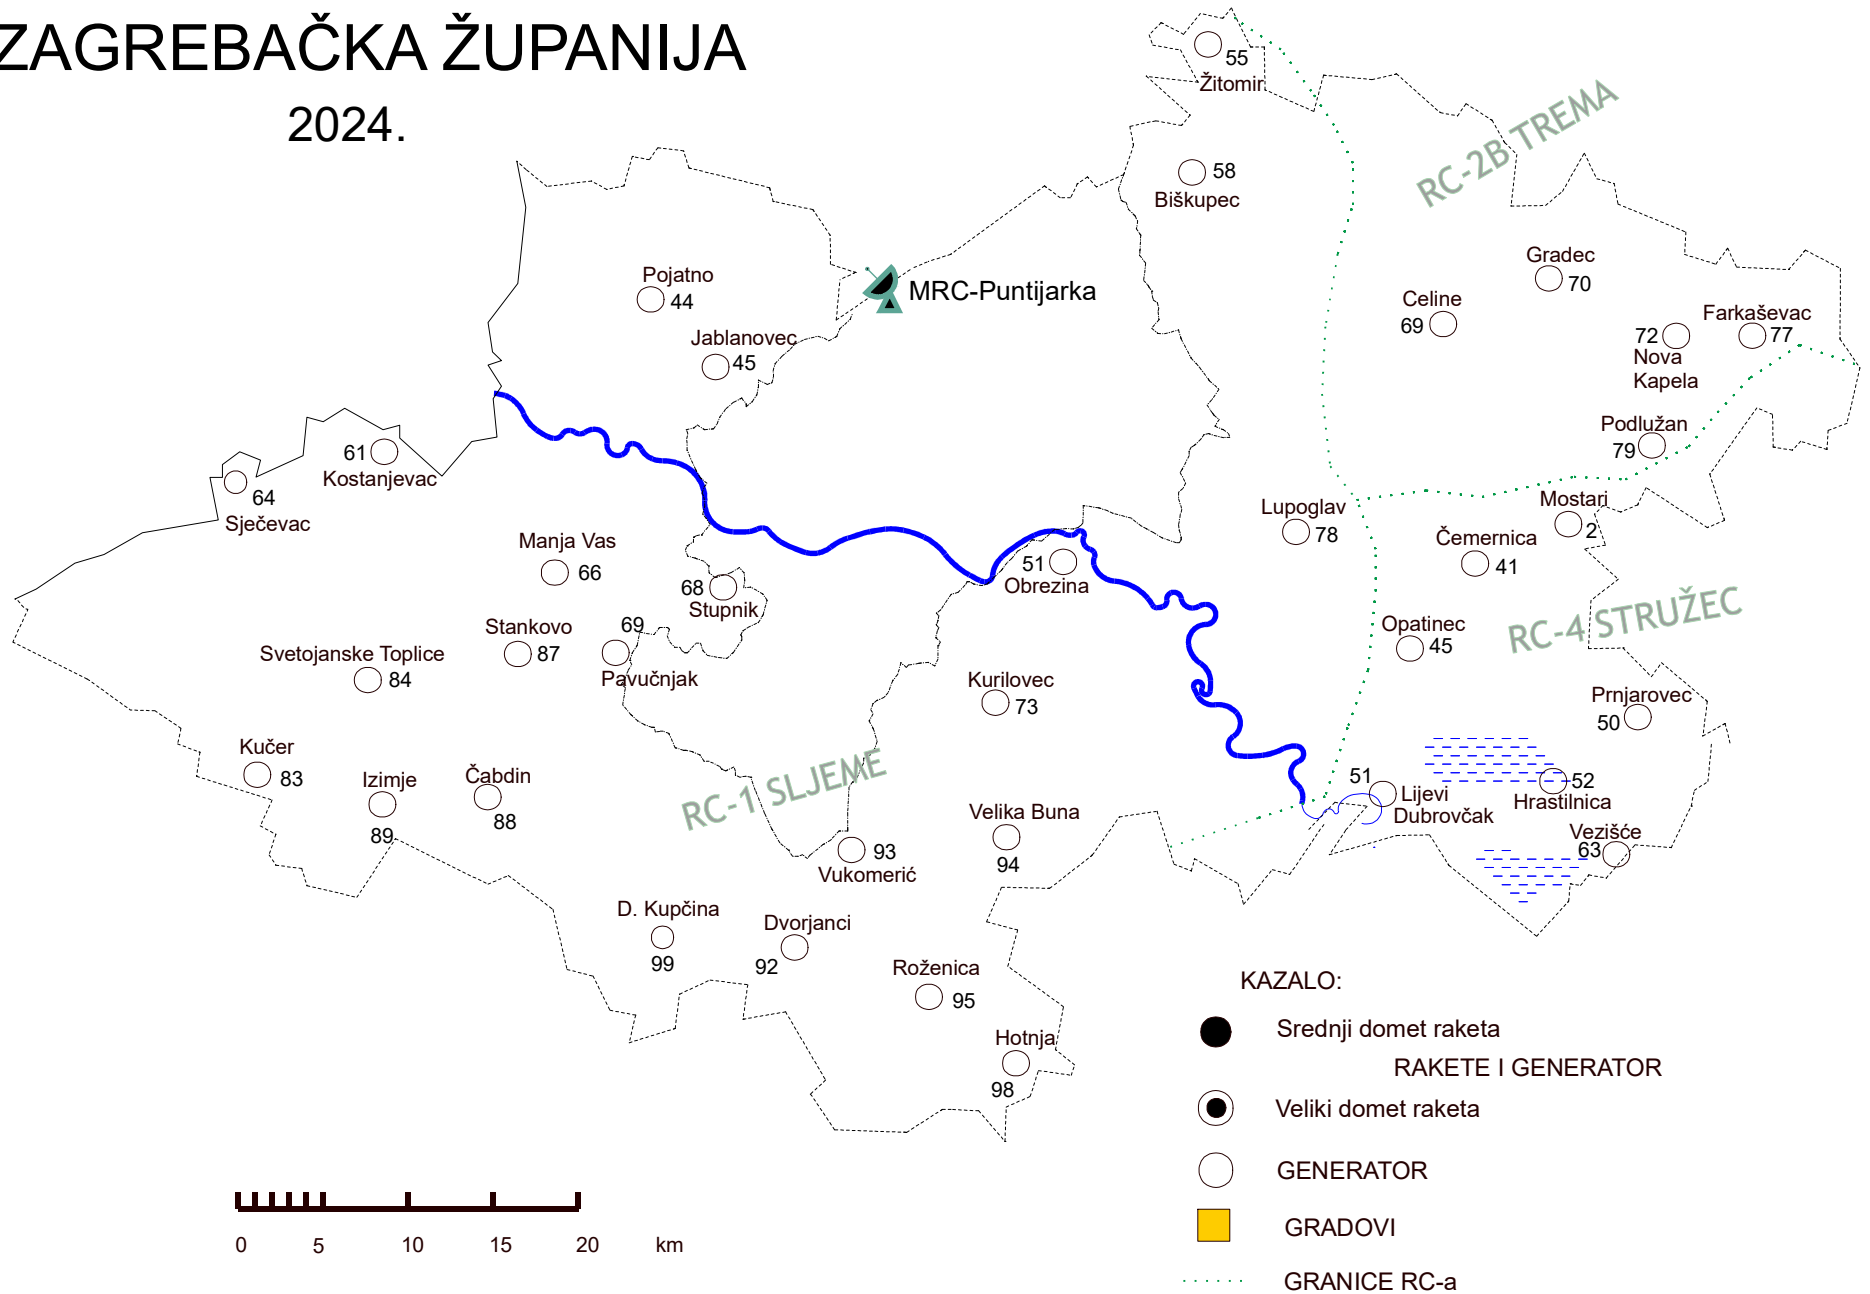 ZAGREBAČKA ŽUPANIJA
2024.
55
Žitomir
RC-2B TREMA
58
Biškupec
Pojatno
44
MRC-Puntijarka
Gradec
70
Celine
69
Farkaševac
77
72
Nova
Kapela
Jablanovec
45
Podlužan
79
61
Kostanjevac
64
Sječevac
Mostari
2
Lupoglav
78
Čemernica
41
Manja Vas
66
51
Obrezina
68
Stupnik
RC-4 STRUŽEC
Stankovo
87
69
Pavučnjak
Opatinec
45
Svetojanske Toplice
84
Kurilovec
73
Prnjarovec
50
Kučer
83
Izimje
89
Čabdin
88
RC-1 SLJEME
51
Lijevi
Dubrovčak
52
Hrastilnica
Velika Buna
94
Vezišće
63
93
Vukomerić
D. Kupčina
99
Dvorjanci
92
Roženica
95
Hotnja
98
KAZALO:
Srednji domet raketa
RAKETE I GENERATOR
Veliki domet raketa
GENERATOR
GRADOVI
GRANICE RC-a
0 5 10 15 20 km